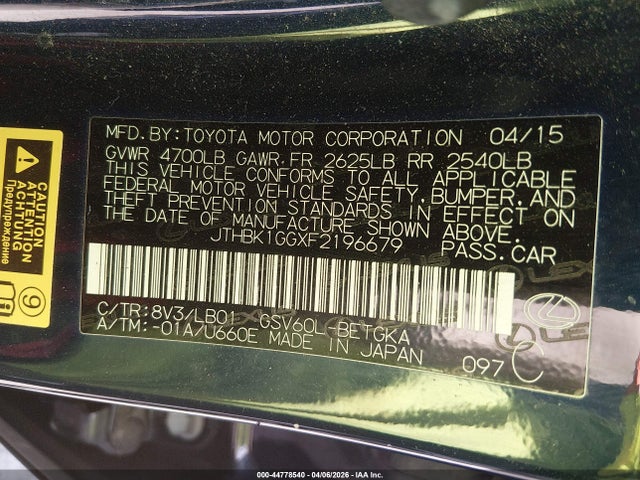 MFD.BY:TOYOTA MOTOR CORPORATION 04/15
GVWR 4700LB GAWR.FR 2625LB RR 2540LB
THIS VEHICLE CONFORMS TO ALL APPLICABLE
FEDERAL MOTOR VEHICLE SAFETY,BUMPER,AND
THEFT PREVENTION STANDARDS IN EFFECT ON
THE DATE OF MANUFACTURE SHOWN ABOVE.
JTHBK1GGXF2196679 PASS.CAR
C/TR:8V3/LB01 GSV60L-BETGKA
A/TM:-01A/U660E MADE IN JAPAN
097 C
Предупреждение
ATTENTION
9
000-44778540 - 04/06/2026 - IAA Inc.